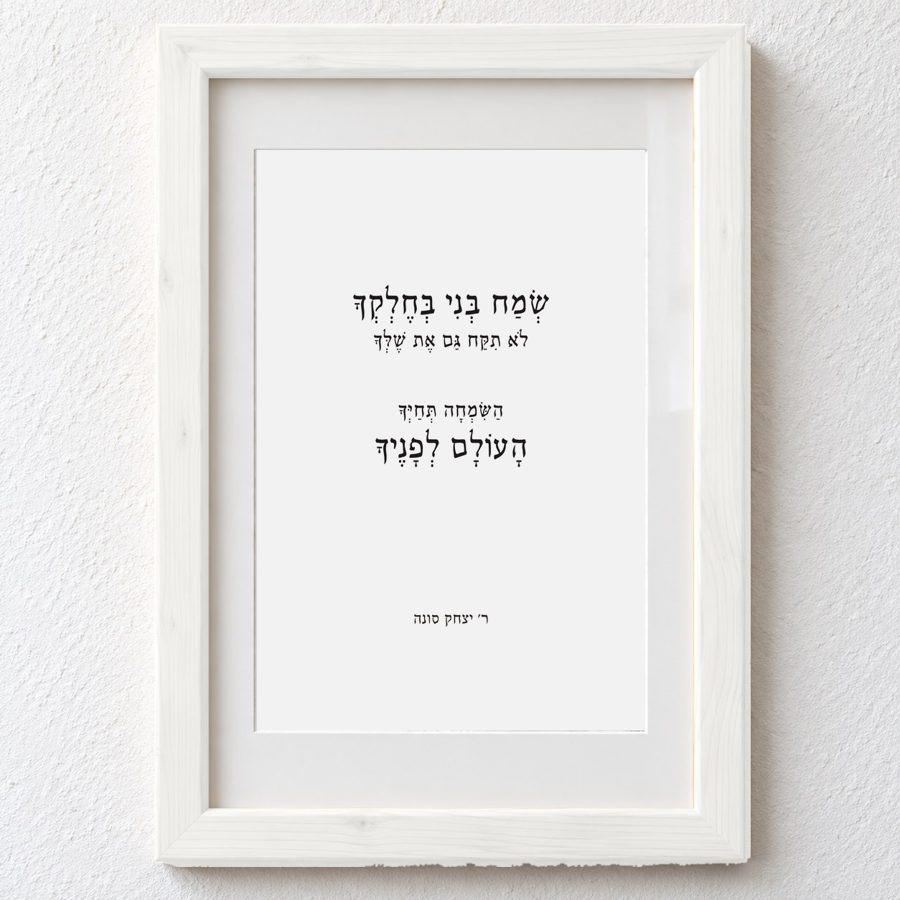 שְׂמַח בְּנִי בְּחֶלְקְךָ
לֹא תִקַּח גַּם אֶת שֶׁלְּךָ
הַשִּׂמְחָה תְּחַיְּךָ
הָעוֹלָם לְפָנֶיךָ
ר׳ יצחק סונה